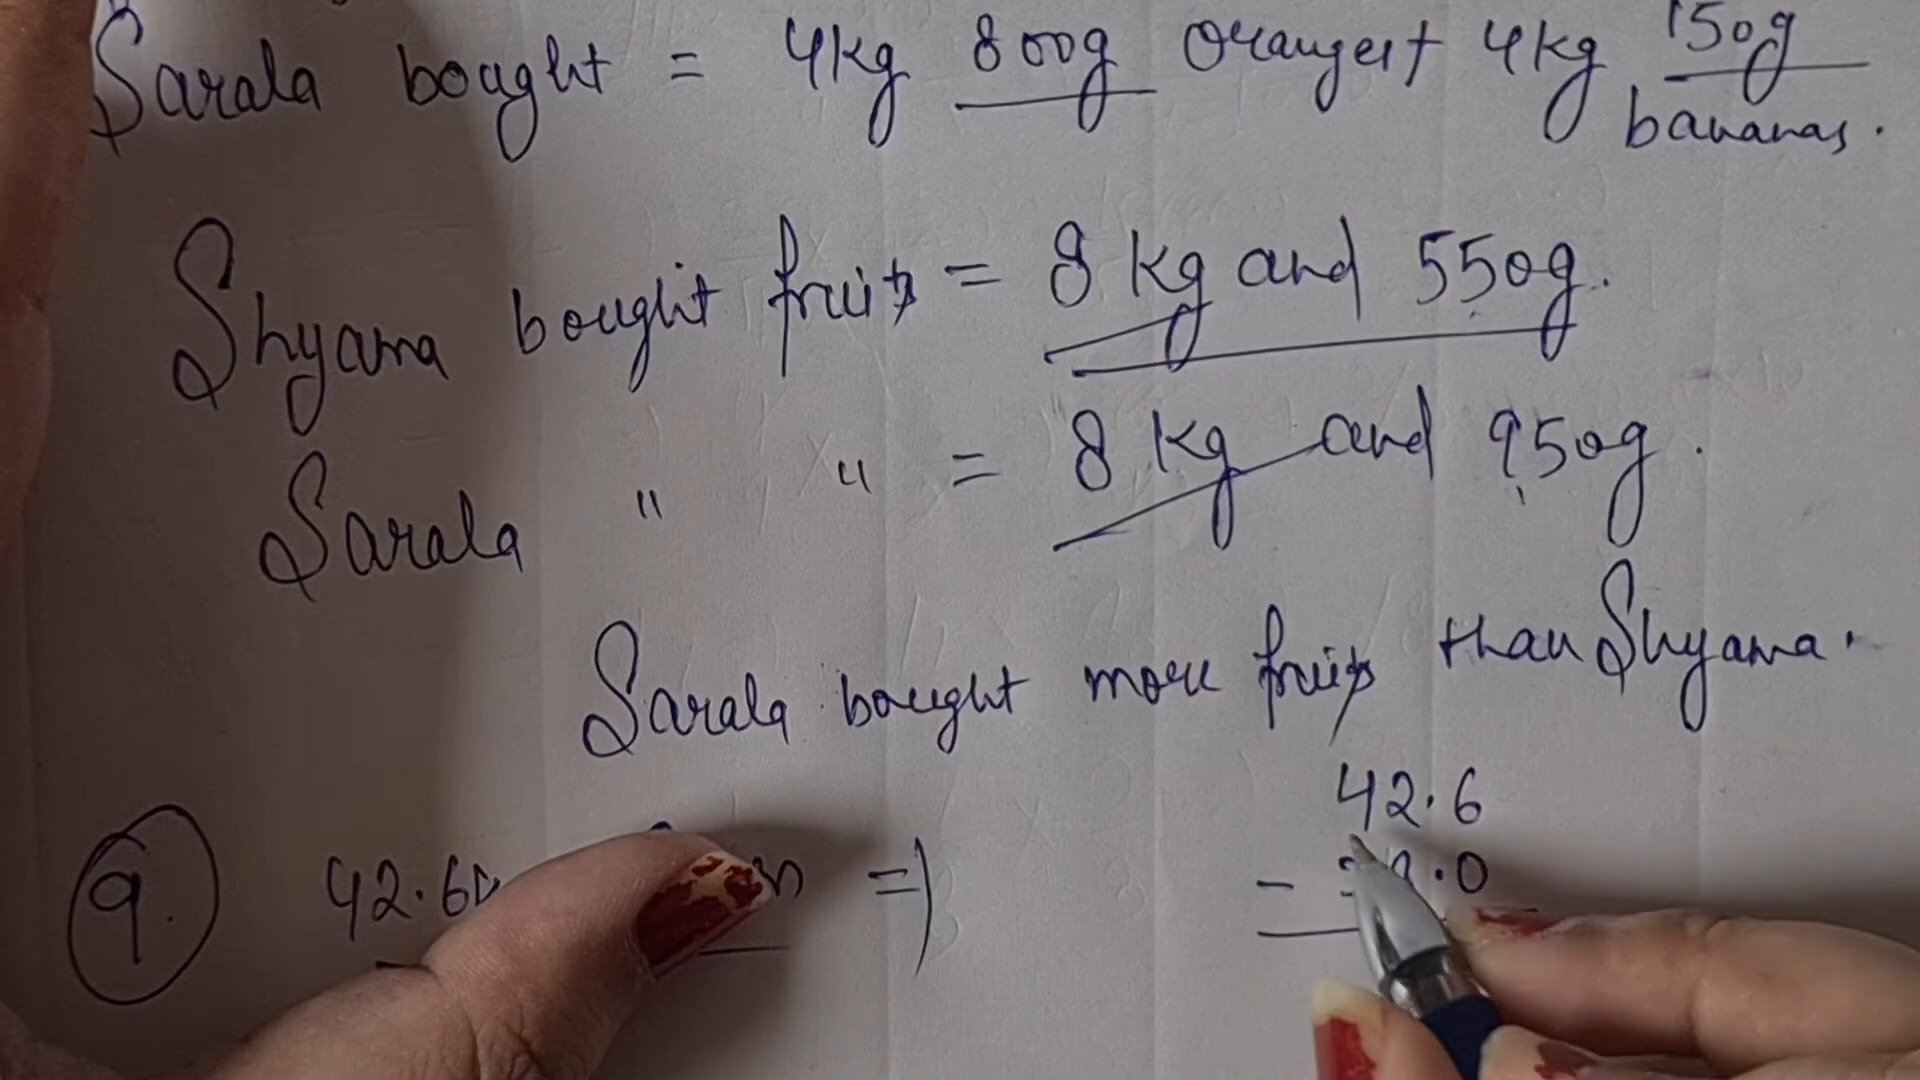 Sarala bought = 4kg 800g oranges + 4kg 150g
bananas.
Shyama bought fruits = 8 kg and 550g.
Sarala " " = 8 kg and 950g.
Sarala bought more fruits than Shyama.
42.6
9. 42.6 =)
- .0